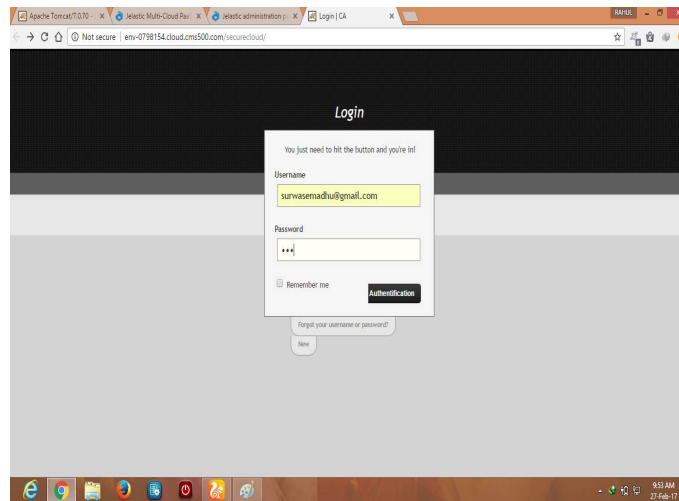 Apache Tomcat/7.0.70 -
Jelastic Multi-Cloud Paa
Jelastic administration p
Login | CA
RAHUL
Not secure | env-0798154.cloud.cms500.com/securecloud/
Login
You just need to hit the button and you're in!
Username
surwasemadhu@gmail.com
Password
•••
Remember me
Authentification
Forgot your username or password?
New
9:53 AM
27-Feb-17